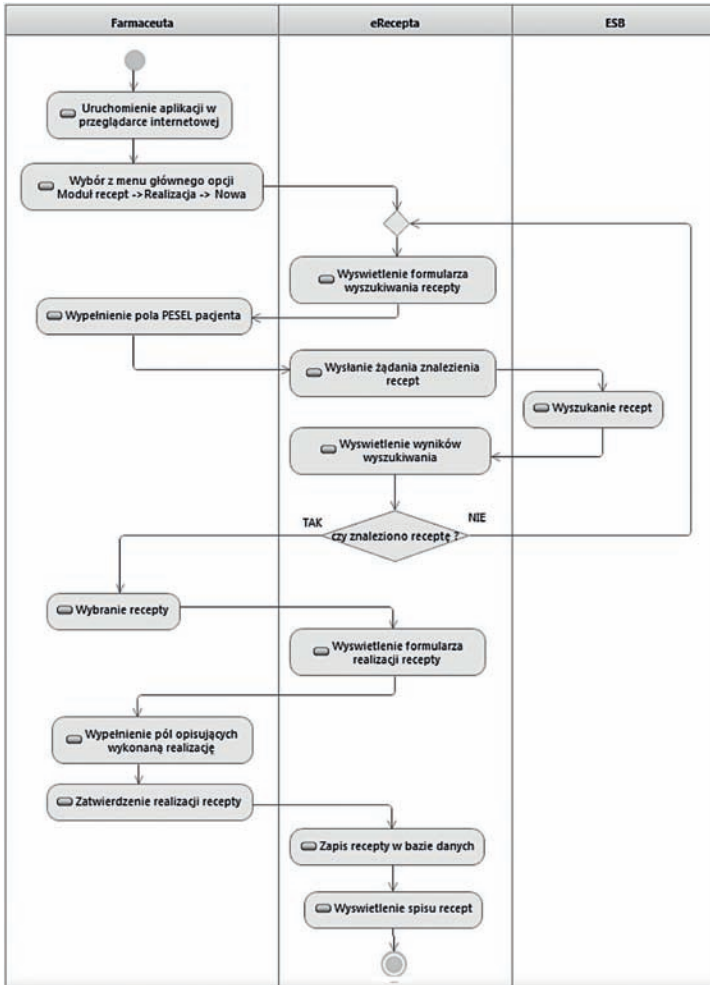 Farmaceuta
eRecepta
ESB
Uruchomienie aplikacji w
przeglądarce internetowej
Wybór z menu głównego opcji
Moduł recept ->Realizacja -> Nowa
Wyswietlenie formularza
wyszukiwania recepty
Wypełnienie pola PESEL pacjenta
Wysłanie żądania znalezienia
recept
Wyszukanie recept
Wyswietlenie wyników
wyszukiwania
TAK
czy znaleziono receptę ?
NIE
Wybranie recepty
Wyswietlenie formularza
realizacji recepty
Wypełnienie pól opisujących
wykonaną realizację
Zatwierdzenie realizacji recepty
Zapis recepty w bazie danych
Wyswietlenie spisu recept